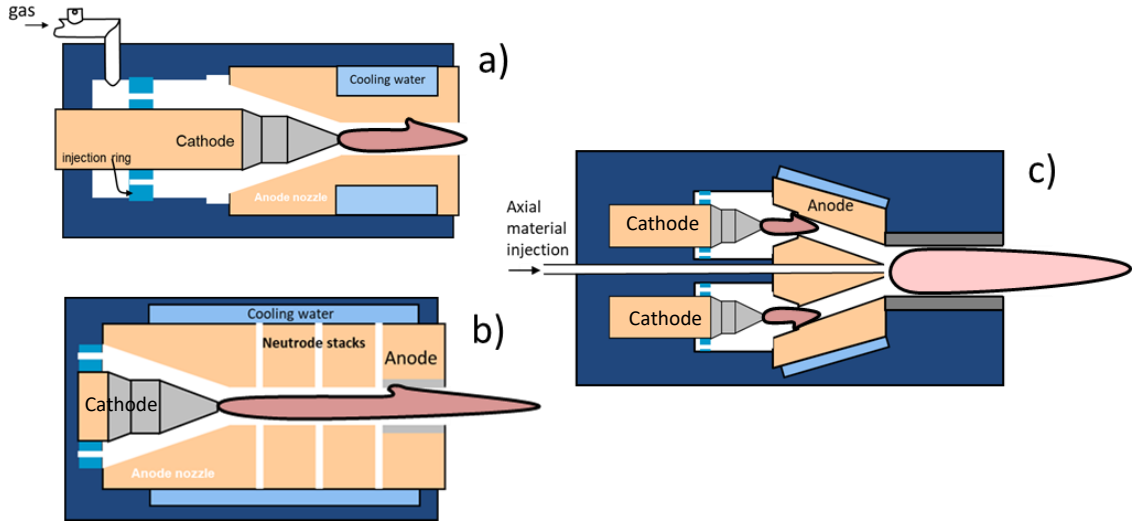 gas
a)
Cooling water
Cathode
injection ring
Anode nozzle
c)
Anode
Axial
material
injection
Cathode
Cathode
b)
Cooling water
Neutrode stacks
Anode
Cathode
Anode nozzle